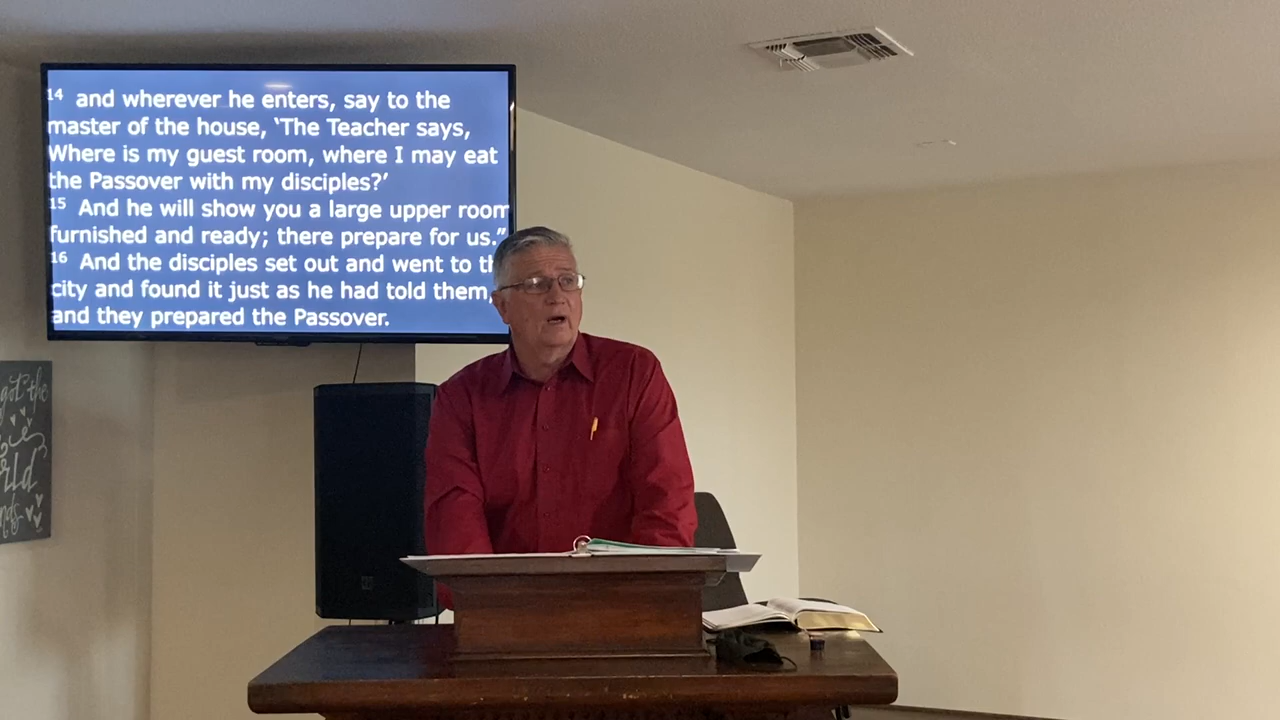 14 and wherever he enters, say to the
master of the house, ‘The Teacher says,
Where is my guest room, where I may eat
the Passover with my disciples?’
15 And he will show you a large upper room
furnished and ready; there prepare for us.”
16 And the disciples set out and went to
city and found it just as he had told them,
and they prepared the Passover.
got the